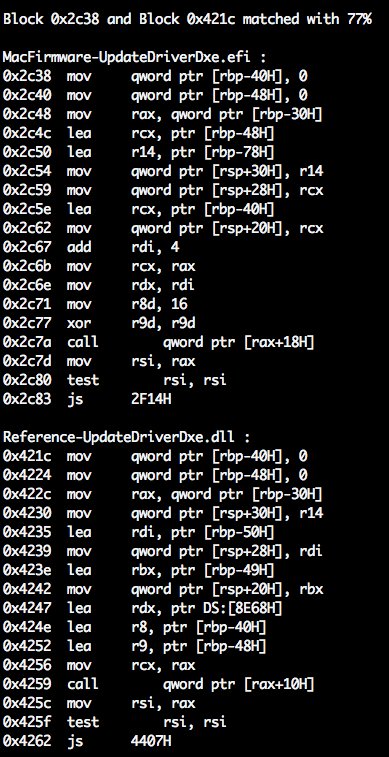 Block 0x2c38 and Block 0x421c matched with 77%
MacFirmware-UpdateDriverDxe.efi :
0x2c38 mov qword ptr [rbp-40H], 0
0x2c40 mov qword ptr [rbp-48H], 0
0x2c48 mov rax, qword ptr [rbp-30H]
0x2c4c lea rcx, ptr [rbp-48H]
0x2c50 lea r14, ptr [rbp-78H]
0x2c54 mov qword ptr [rsp+30H], r14
0x2c59 mov qword ptr [rsp+28H], rcx
0x2c5e lea rcx, ptr [rbp-40H]
0x2c62 mov qword ptr [rsp+20H], rcx
0x2c67 add rdi, 4
0x2c6b mov rcx, rax
0x2c6e mov rdx, rdi
0x2c71 mov r8d, 16
0x2c77 xor r9d, r9d
0x2c7a call qword ptr [rax+18H]
0x2c7d mov rsi, rax
0x2c80 test rsi, rsi
0x2c83 js 2F14H
Reference-UpdateDriverDxe.dll :
0x421c mov qword ptr [rbp-40H], 0
0x4224 mov qword ptr [rbp-48H], 0
0x422c mov rax, qword ptr [rbp-30H]
0x4230 mov qword ptr [rsp+30H], r14
0x4235 lea rdi, ptr [rbp-50H]
0x4239 mov qword ptr [rsp+28H], rdi
0x423e lea rbx, ptr [rbp-49H]
0x4242 mov qword ptr [rsp+20H], rbx
0x4247 lea rdx, ptr DS:[8E68H]
0x424e lea r8, ptr [rbp-40H]
0x4252 lea r9, ptr [rbp-48H]
0x4256 mov rcx, rax
0x4259 call qword ptr [rax+10H]
0x425c mov rsi, rax
0x425f test rsi, rsi
0x4262 js 4407H